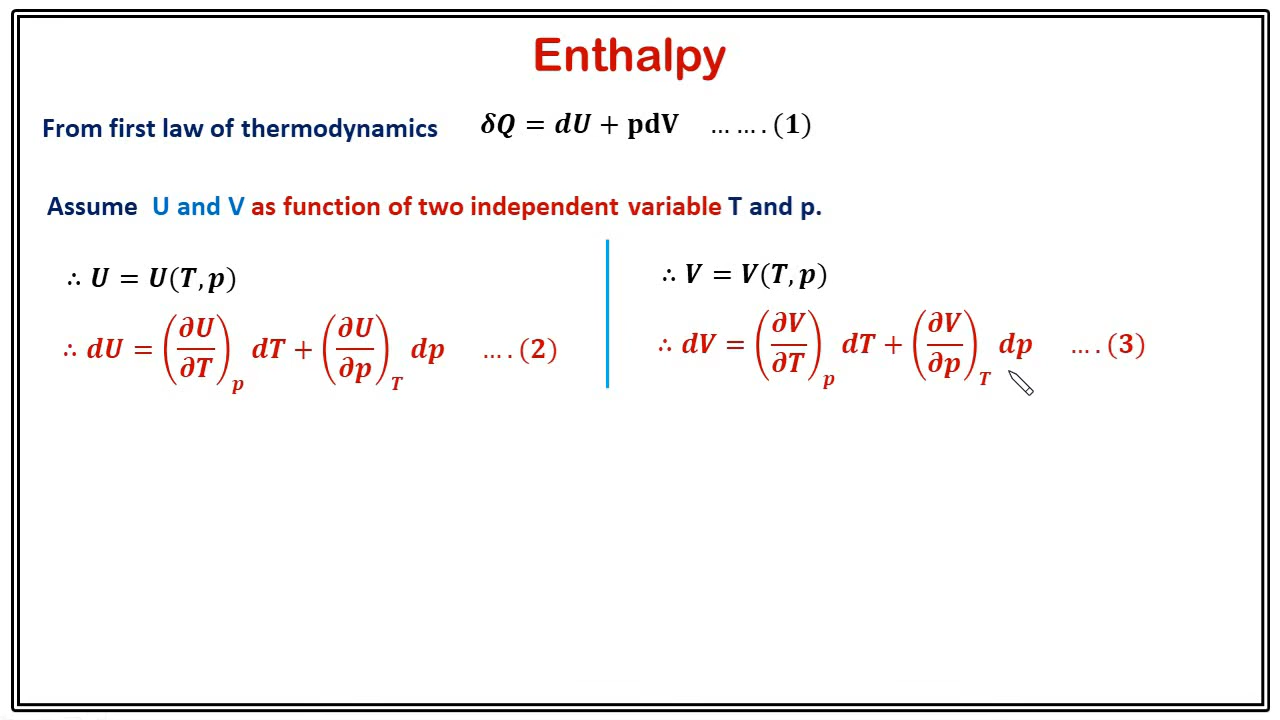 Enthalpy
From first law of thermodynamics δQ = dU + pdV … … . (1)
Assume U and V as function of two independent variable T and p.
∴ U = U(T, p)
∴ dU = (∂U/∂T)_p dT + (∂U/∂p)_T dp … . (2)
∴ V = V(T, p)
∴ dV = (∂V/∂T)_p dT + (∂V/∂p)_T dp … . (3)